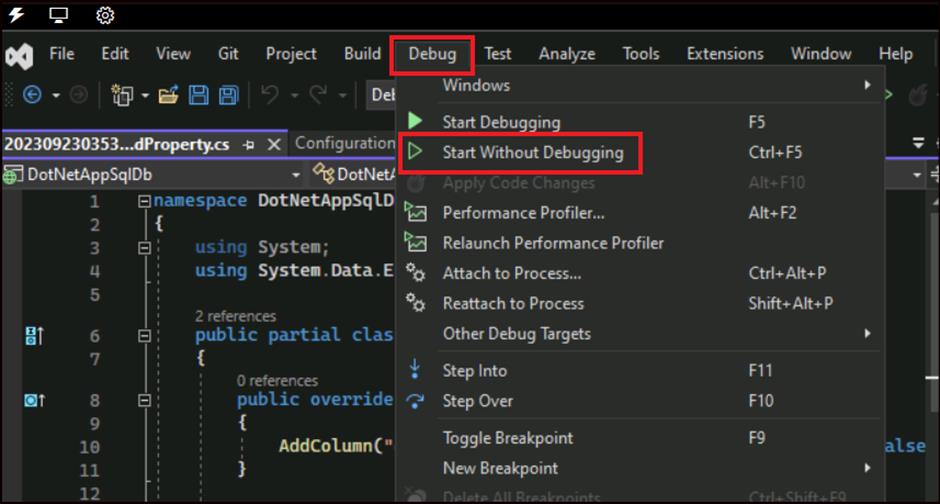 File Edit View Git Project Build Debug Test Analyze Tools Extensions Window Help
Windows
Start Debugging F5
202309230353...dProperty.cs Configuration
Start Without Debugging Ctrl+F5
DotNetAppSqlDb
Apply Code Changes Alt+F10
1 namespace DotNetAppSqlD
Performance Profiler... Alt+F2
2 {
3 using System;
Relaunch Performance Profiler
4 using System.Data.E
Attach to Process... Ctrl+Alt+P
5
Reattach to Process Shift+Alt+P
2 references
6 public partial clas
Other Debug Targets
7 {
Step Into F11
0 references
8 public override
Step Over F10
9 {
Toggle Breakpoint F9
10 AddColumn("
11 }
New Breakpoint
12
Delete All Breakpoints Ctrl+Shift+F9